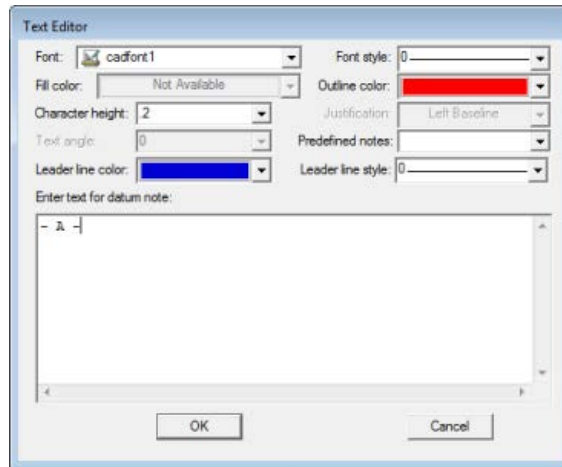 Text Editor
Font: cadfont1 Font style: 0
Fill color: Not Available Outline color:
Character height: .2 Justification: Left Baseline
Text angle: 0 Predefined notes:
Leader line color: Leader line style: 0
Enter text for datum note:
- A -
OK Cancel